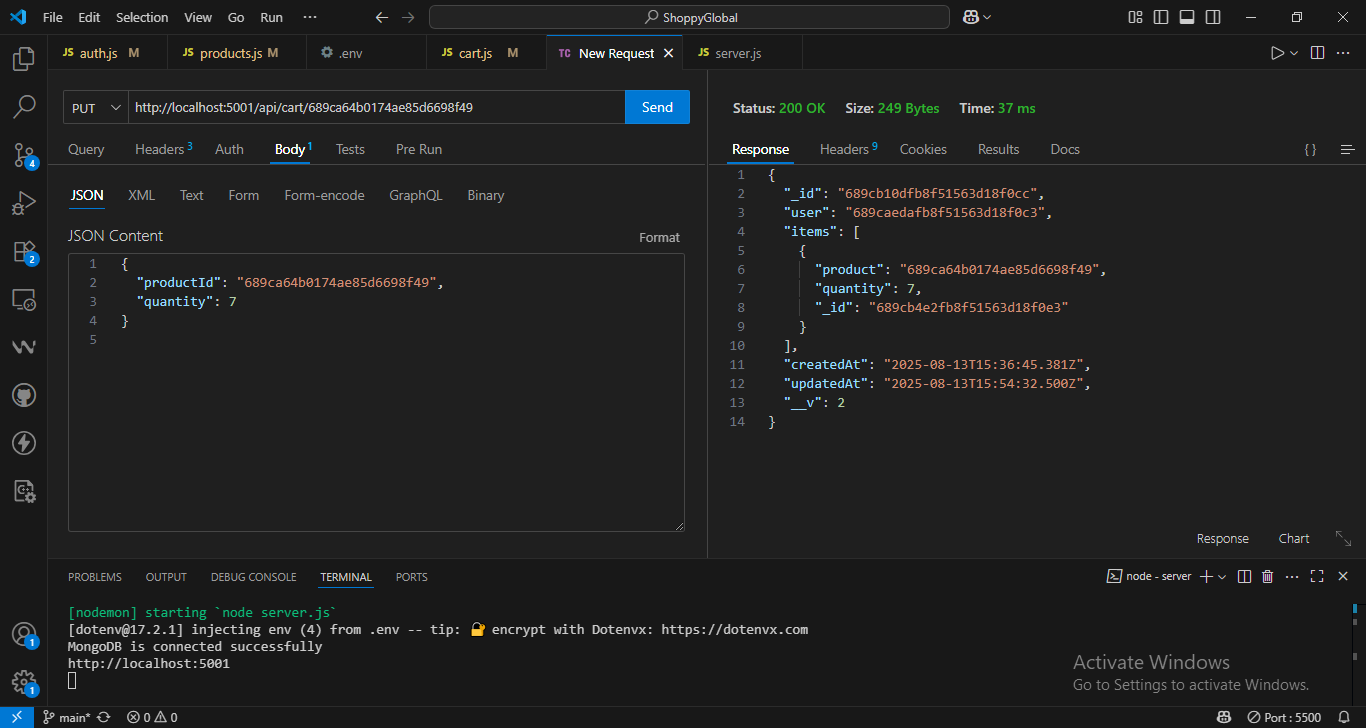 File Edit Selection View Go Run ··· ShoppyGlobal
JS auth.js M JS products.js M .env JS cart.js M TC New Request JS server.js ···
PUT http://localhost:5001/api/cart/689ca64b0174ae85d6698f49 Send
Query Headers 3 Auth Body 1 Tests Pre Run
JSON XML Text Form Form-encode GraphQL Binary
JSON Content Format
1 {
2 "productId": "689ca64b0174ae85d6698f49",
3 "quantity": 7
4 }
5
Status: 200 OK Size: 249 Bytes Time: 37 ms
Response Headers 9 Cookies Results Docs { }
1 {
2 "_id": "689cb10dfb8f51563d18f0cc",
3 "user": "689caedafb8f51563d18f0c3",
4 "items": [
5 {
6 "product": "689ca64b0174ae85d6698f49",
7 "quantity": 7,
8 "_id": "689cb4e2fb8f51563d18f0e3"
9 }
10 ],
11 "createdAt": "2025-08-13T15:36:45.381Z",
12 "updatedAt": "2025-08-13T15:54:32.500Z",
13 "__v": 2
14 }
Response Chart
4
2
1
1
PROBLEMS OUTPUT DEBUG CONSOLE TERMINAL PORTS node - server ···
[nodemon] starting `node server.js`
[dotenv@17.2.1] injecting env (4) from .env -- tip: 🔐 encrypt with Dotenvx: https://dotenvx.com
MongoDB is connected successfully
http://localhost:5001
Activate Windows
Go to Settings to activate Windows.
main* 0 0 Port : 5500